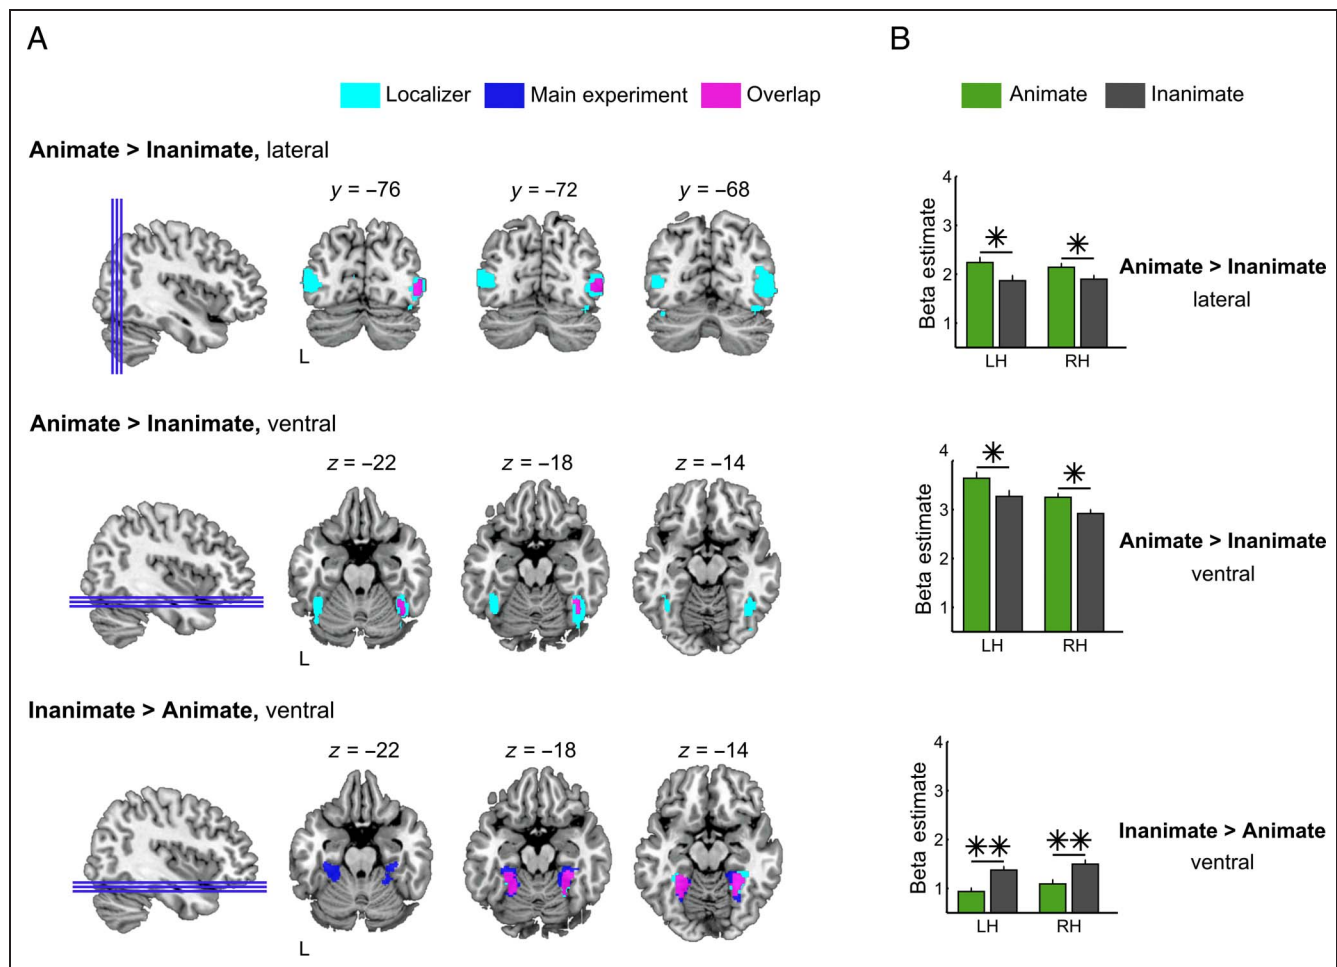 A
B
Localizer Main experiment Overlap
Animate Inanimate
Animate > Inanimate, lateral
y = –76
y = –72
y = –68
L
4
3
2
1
Beta estimate
✳
✳
LH
RH
Animate > Inanimate
lateral
Animate > Inanimate, ventral
z = –22
z = –18
z = –14
L
4
3
2
1
Beta estimate
✳
✳
LH
RH
Animate > Inanimate
ventral
Inanimate > Animate, ventral
z = –22
z = –18
z = –14
L
4
3
2
1
Beta estimate
✳✳
✳✳
LH
RH
Inanimate > Animate
ventral